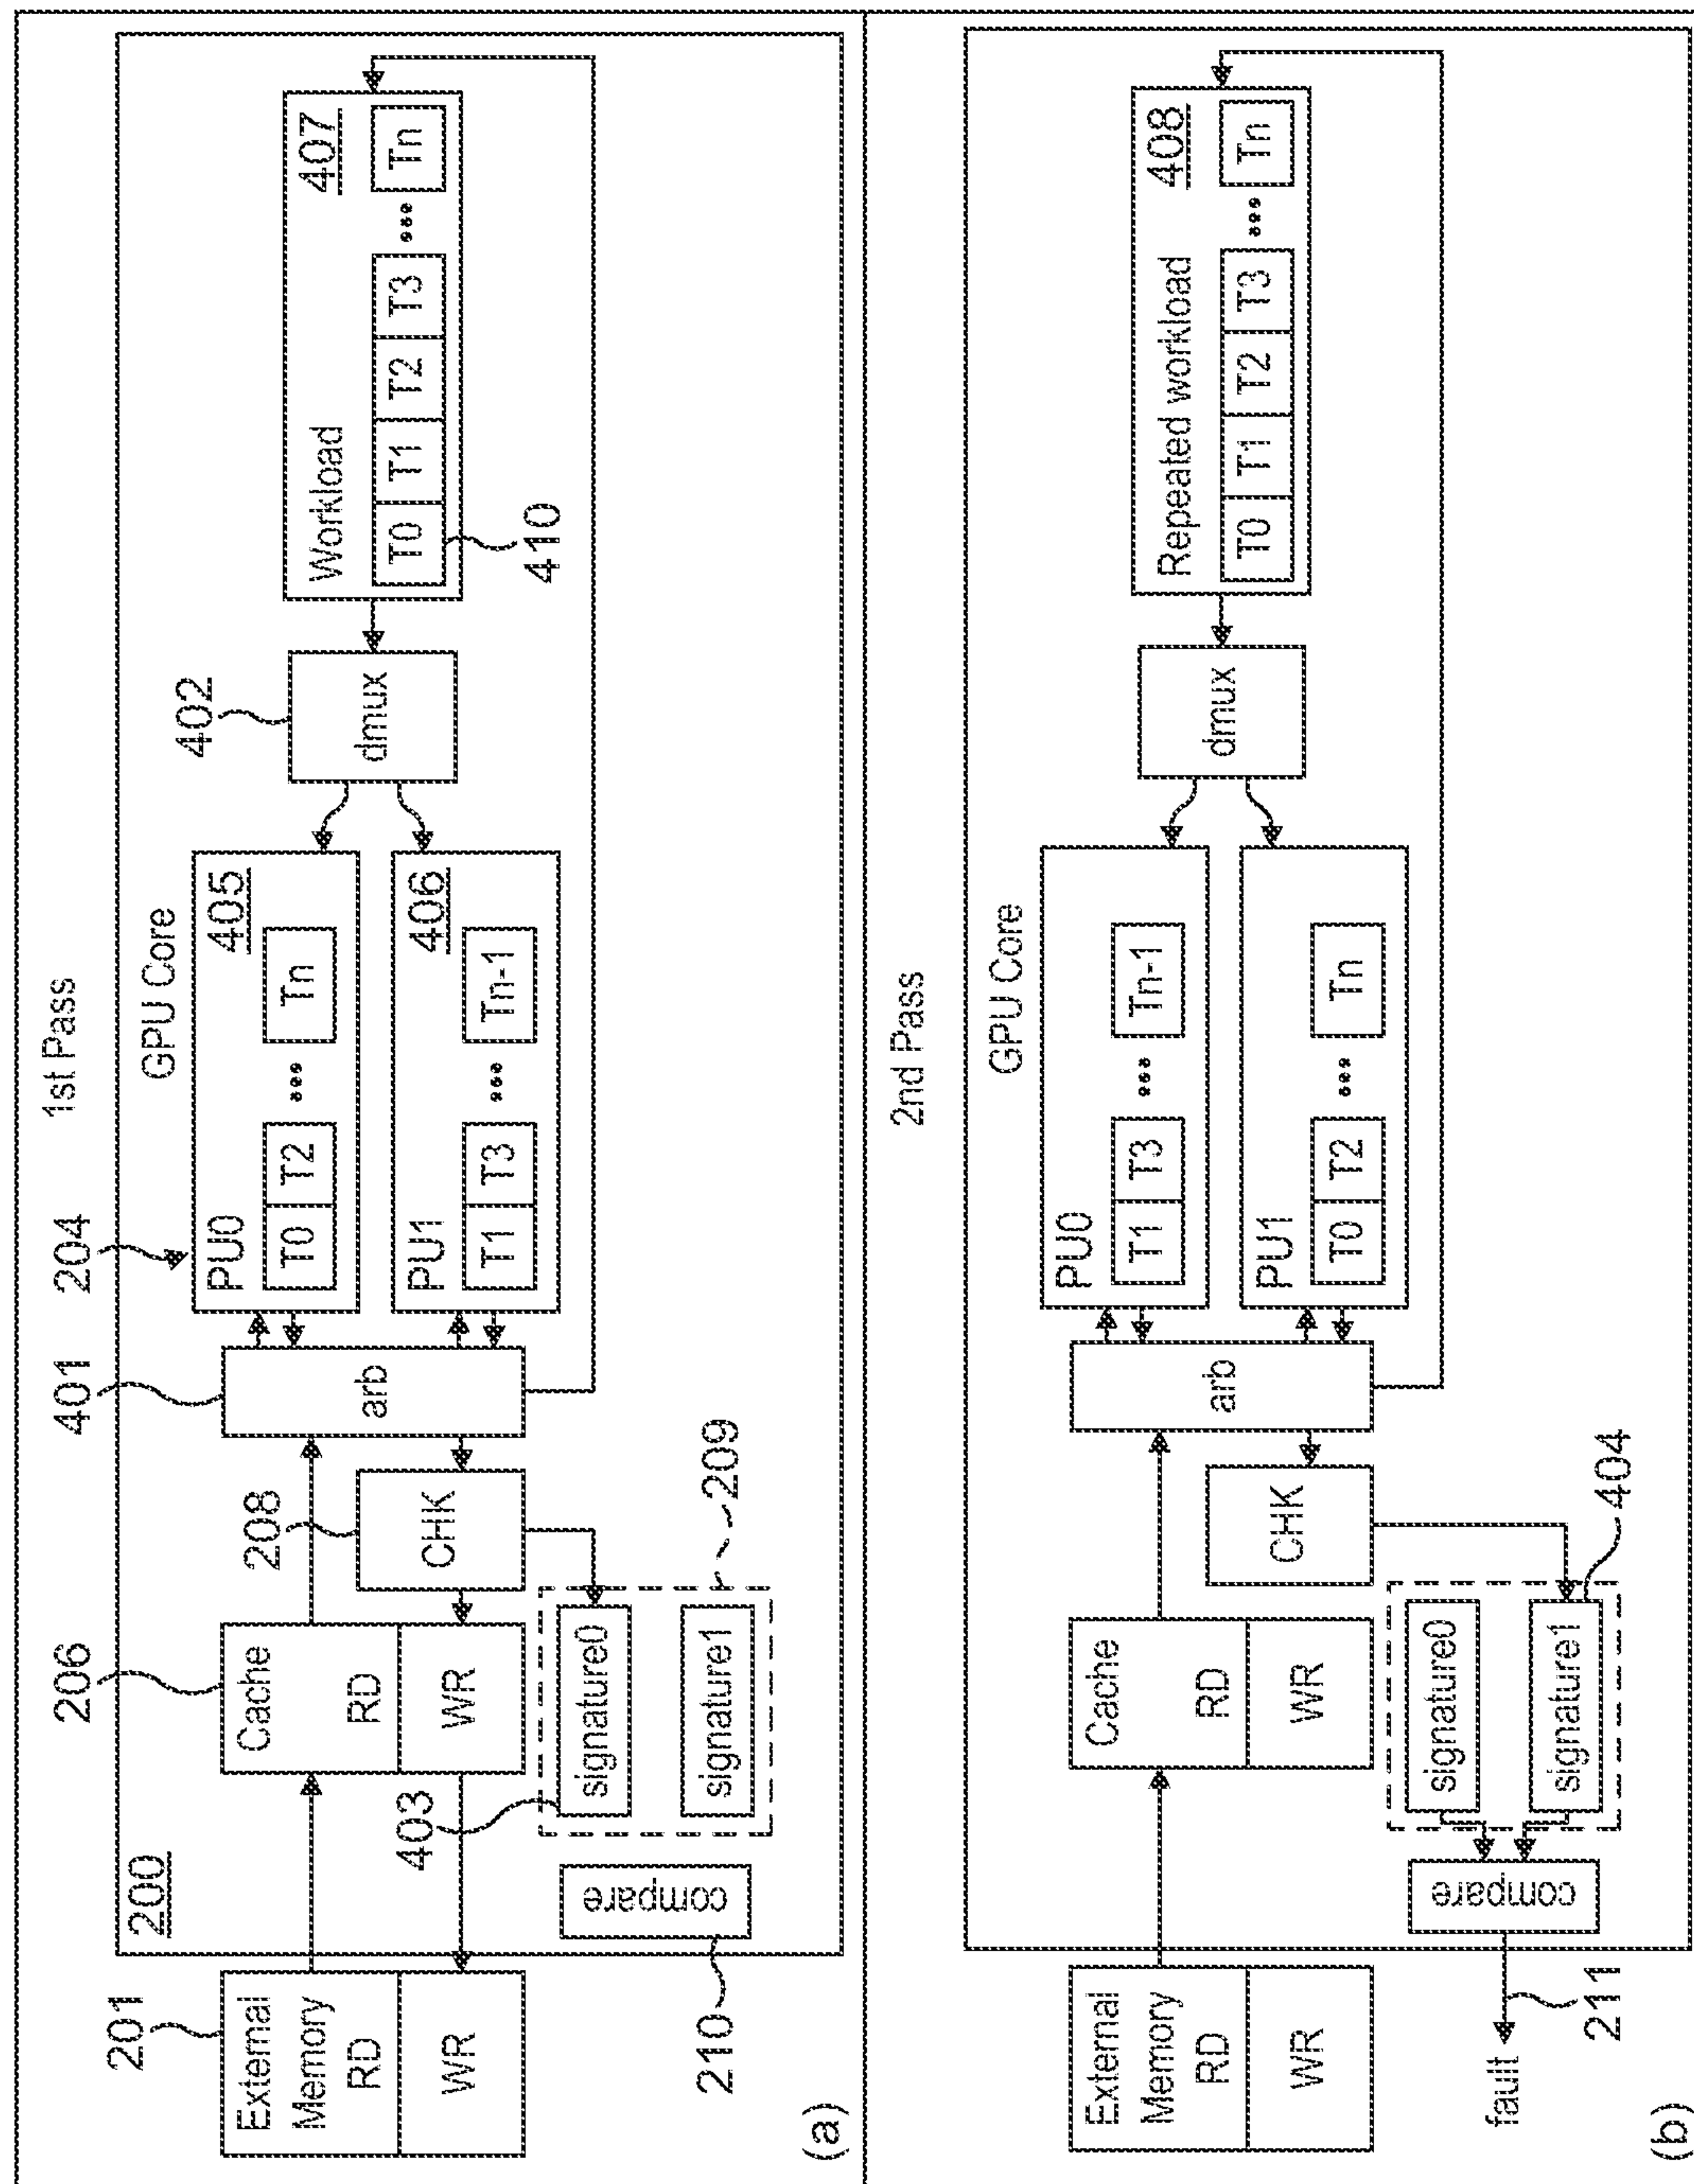 1st Pass
204
401
206
201
200
GPU Core
402
External
Memory
RD
WR
Cache
RD
WR
208
CHK
arb
PU0
405
T0 T2 ••• Tn
PU1
406
T1 T3 ••• Tn-1
dmux
Workload
407
T0 T1 T2 T3 ••• Tn
410
403
signature0
signature1
209
compare
210
(a)
2nd Pass
GPU Core
External
Memory
RD
WR
Cache
RD
WR
CHK
arb
PU0
T1 T3 ••• Tn-1
PU1
T0 T2 ••• Tn
dmux
Repeated workload
408
T0 T1 T2 T3 ••• Tn
signature0
signature1
404
compare
fault
211
(b)